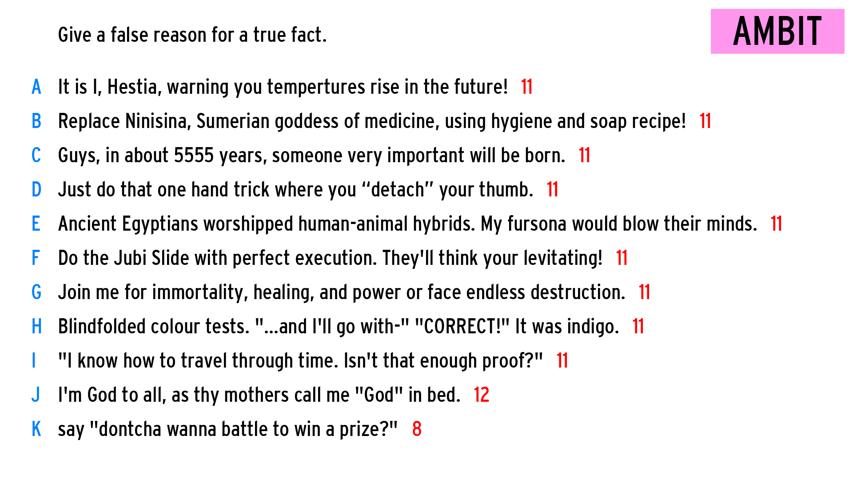 Give a false reason for a true fact.
AMBIT
A It is I, Hestia, warning you tempertures rise in the future! 11
B Replace Ninisina, Sumerian goddess of medicine, using hygiene and soap recipe! 11
C Guys, in about 5555 years, someone very important will be born. 11
D Just do that one hand trick where you “detach” your thumb. 11
E Ancient Egyptians worshipped human-animal hybrids. My fursona would blow their minds. 11
F Do the Jubi Slide with perfect execution. They'll think your levitating! 11
G Join me for immortality, healing, and power or face endless destruction. 11
H Blindfolded colour tests. "...and I'll go with-" "CORRECT!" It was indigo. 11
I "I know how to travel through time. Isn't that enough proof?" 11
J I'm God to all, as thy mothers call me "God" in bed. 12
K say "dontcha wanna battle to win a prize?" 8